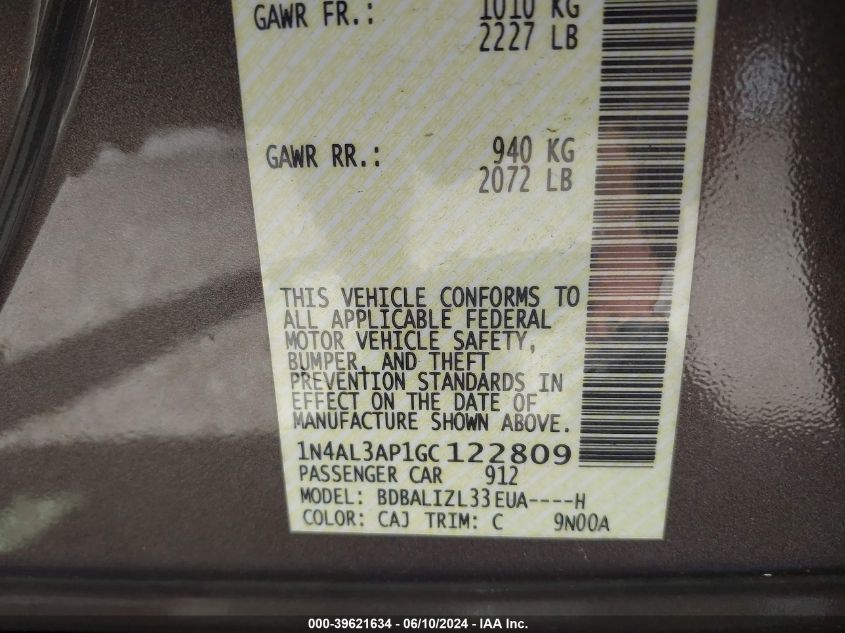 GAWR FR.: 1010 KG
2227 LB
GAWR RR.: 940 KG
2072 LB
THIS VEHICLE CONFORMS TO
ALL APPLICABLE FEDERAL
MOTOR VEHICLE SAFETY,
BUMPER, AND THEFT
PREVENTION STANDARDS IN
EFFECT ON THE DATE OF
MANUFACTURE SHOWN ABOVE.
1N4AL3AP1GC122809
PASSENGER CAR 912
MODEL: BDBALIZL33EUA----H
COLOR: CAJ TRIM: C 9N00A
000-39621634 - 06/10/2024 - IAA Inc.